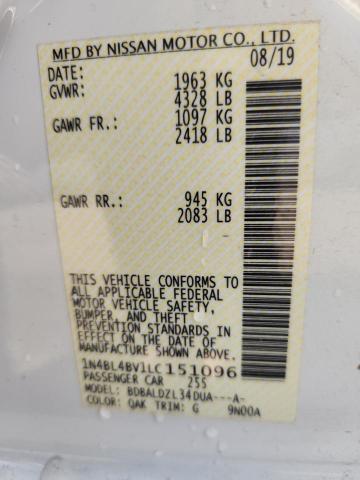 MFD BY NISSAN MOTOR CO., LTD.
DATE: 08/19
GVWR: 1963 KG
4328 LB
GAWR FR.: 1097 KG
2418 LB
GAWR RR.: 945 KG
2083 LB
THIS VEHICLE CONFORMS TO
ALL APPLICABLE FEDERAL
MOTOR VEHICLE SAFETY,
BUMPER, AND THEFT
PREVENTION STANDARDS IN
EFFECT ON THE DATE OF
MANUFACTURE SHOWN ABOVE.
1N4BL4BV1LC151096
PASSENGER CAR 255
MODEL: BDBALDZL34DUA---A-
COLOR: QAK TRIM: G 9N00A